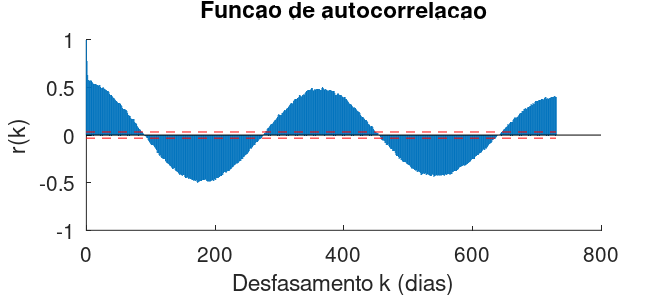 Funcao de autocorrelacao
1
0.5
0
-0.5
-1
r(k)
0 200 400 600 800
Desfasamento k (dias)